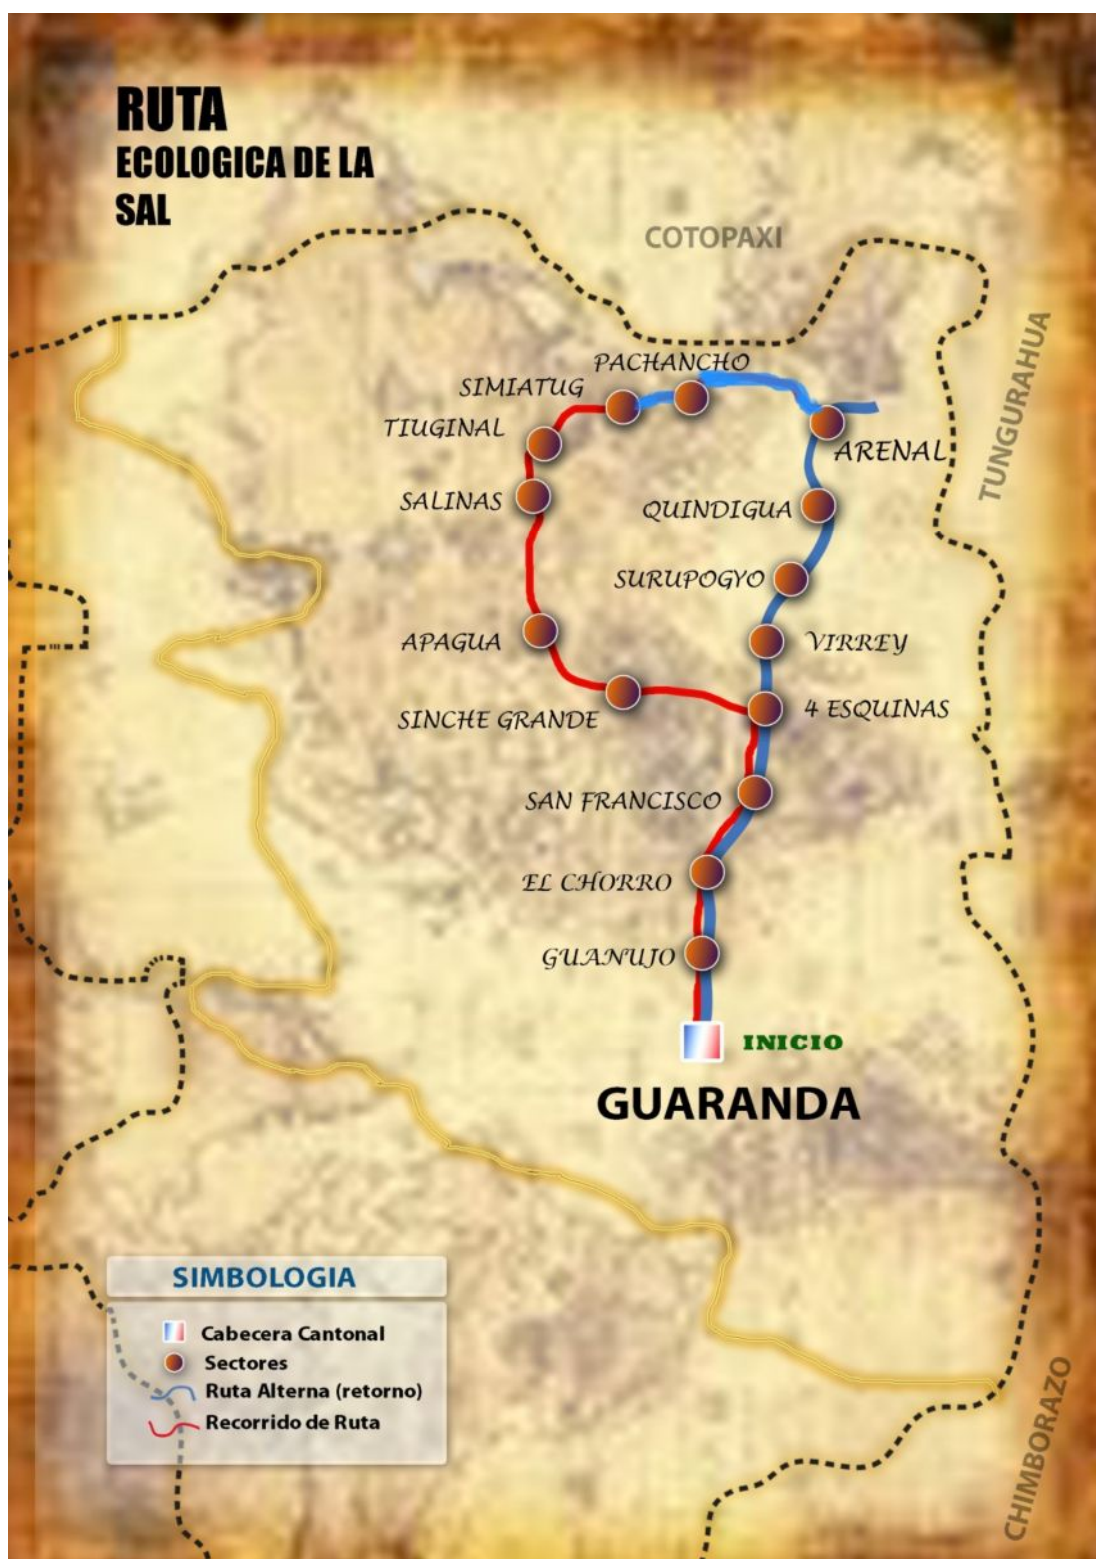 RUTA
ECOLOGICA DE LA
SAL
COTOPAXI
TUNGURAHUA
PACHANCHO
SIMIATUG
TIUGINAL
ARENAL
SALINAS
QUINDIGUA
SURUPOGYO
APAGUA
VIRREY
SINCHE GRANDE
4 ESQUINAS
SAN FRANCISCO
EL CHORRO
GUANUJO
INICIO
GUARANDA
SIMBOLOGIA
Cabecera Cantonal
Sectores
Ruta Alterna (retorno)
Recorrido de Ruta
CHIMBORAZO